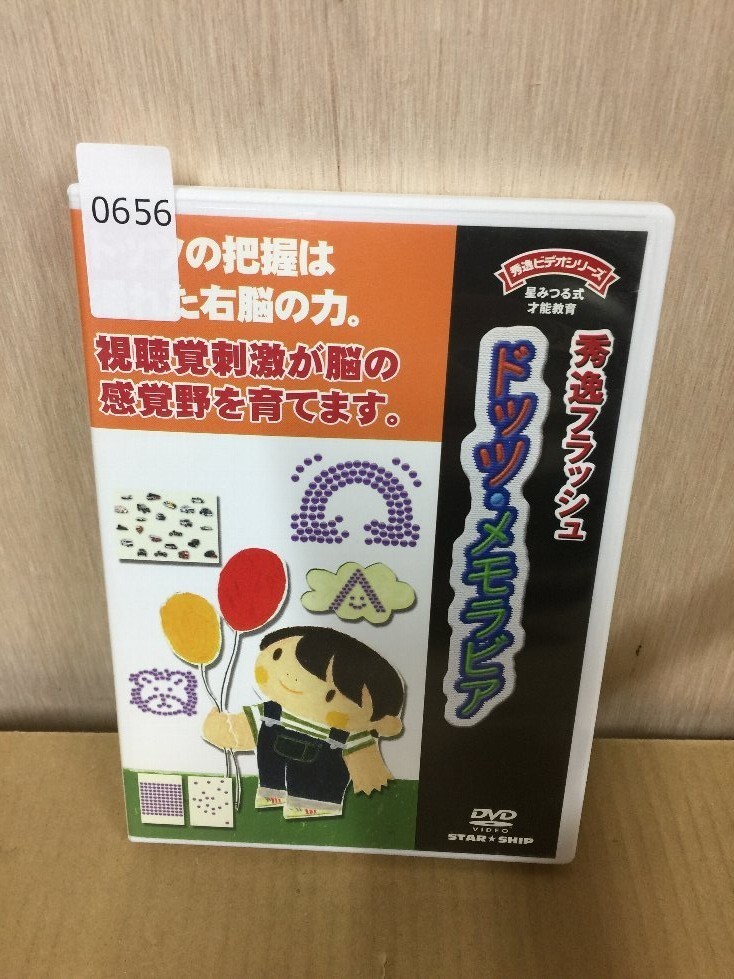 0656
の把握は
た右脳の力。
視聴覚刺激が脳の
感覚野を育てます。
秀逸ビデオシリーズ
星みつる式
才能教育
秀逸フラッシュ
ドッツ・メモラビア
DVD
VIDEO
STAR★SHIP